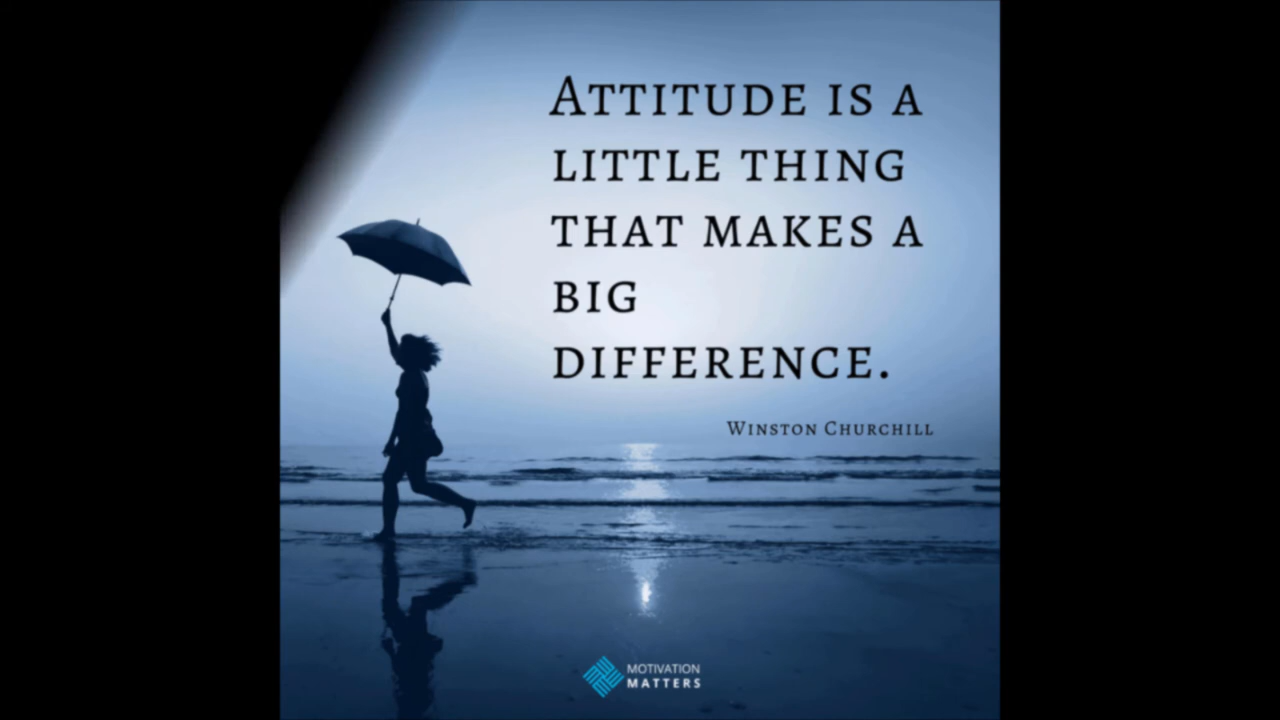 Attitude is a
little thing
that makes a
big
difference.
Winston Churchill
MOTIVATION
MATTERS